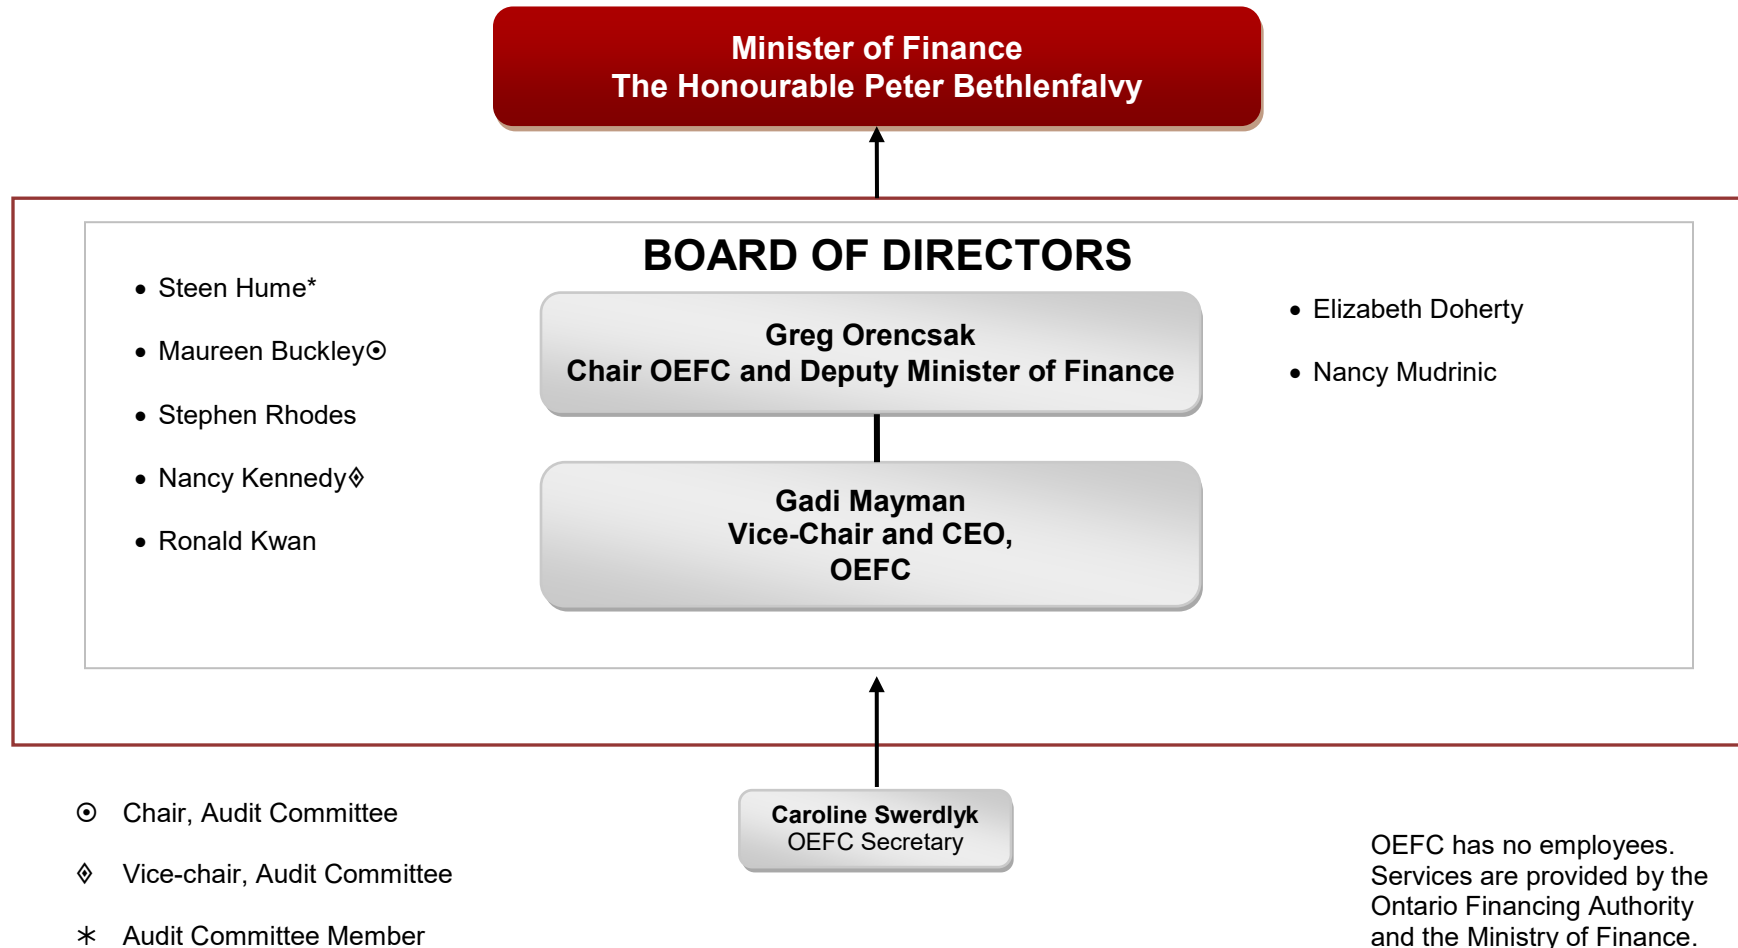 Minister of Finance
The Honourable Peter Bethlenfalvy
BOARD OF DIRECTORS
• Steen Hume*
• Maureen Buckley☉
• Stephen Rhodes
• Nancy Kennedy⟐
• Ronald Kwan
Greg Orencsak
Chair OEFC and Deputy Minister of Finance
Gadi Mayman
Vice-Chair and CEO,
OEFC
• Elizabeth Doherty
• Nancy Mudrinic
Caroline Swerdlyk
OEFC Secretary
☉ Chair, Audit Committee
⟐ Vice-chair, Audit Committee
* Audit Committee Member
OEFC has no employees.
Services are provided by the
Ontario Financing Authority
and the Ministry of Finance.